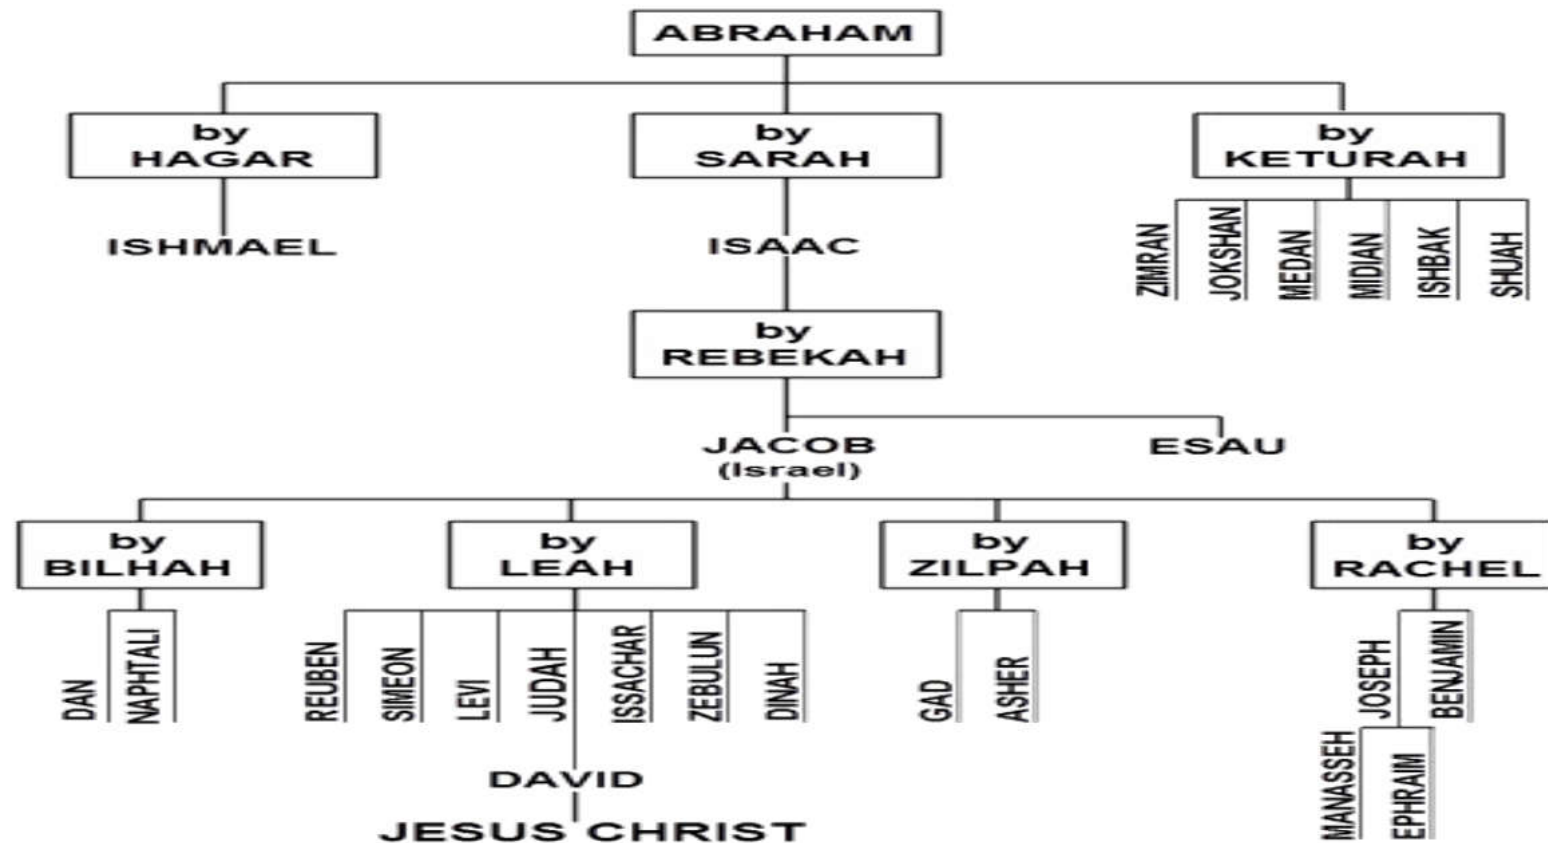 ABRAHAM
by
HAGAR
by
SARAH
by
KETURAH
ISHMAEL
ISAAC
ZIMRAN
JOKSHAN
MEDAN
MIDIAN
ISHBAK
SHUAH
by
REBEKAH
JACOB
(Israel)
ESAU
by
BILHAH
by
LEAH
by
ZILPAH
by
RACHEL
DAN
NAPHTALI
REUBEN
SIMEON
LEVI
JUDAH
ISSACHAR
ZEBULUN
DINAH
GAD
ASHER
JOSEPH
BENJAMIN
MANASSEH
EPHRAIM
DAVID
JESUS CHRIST